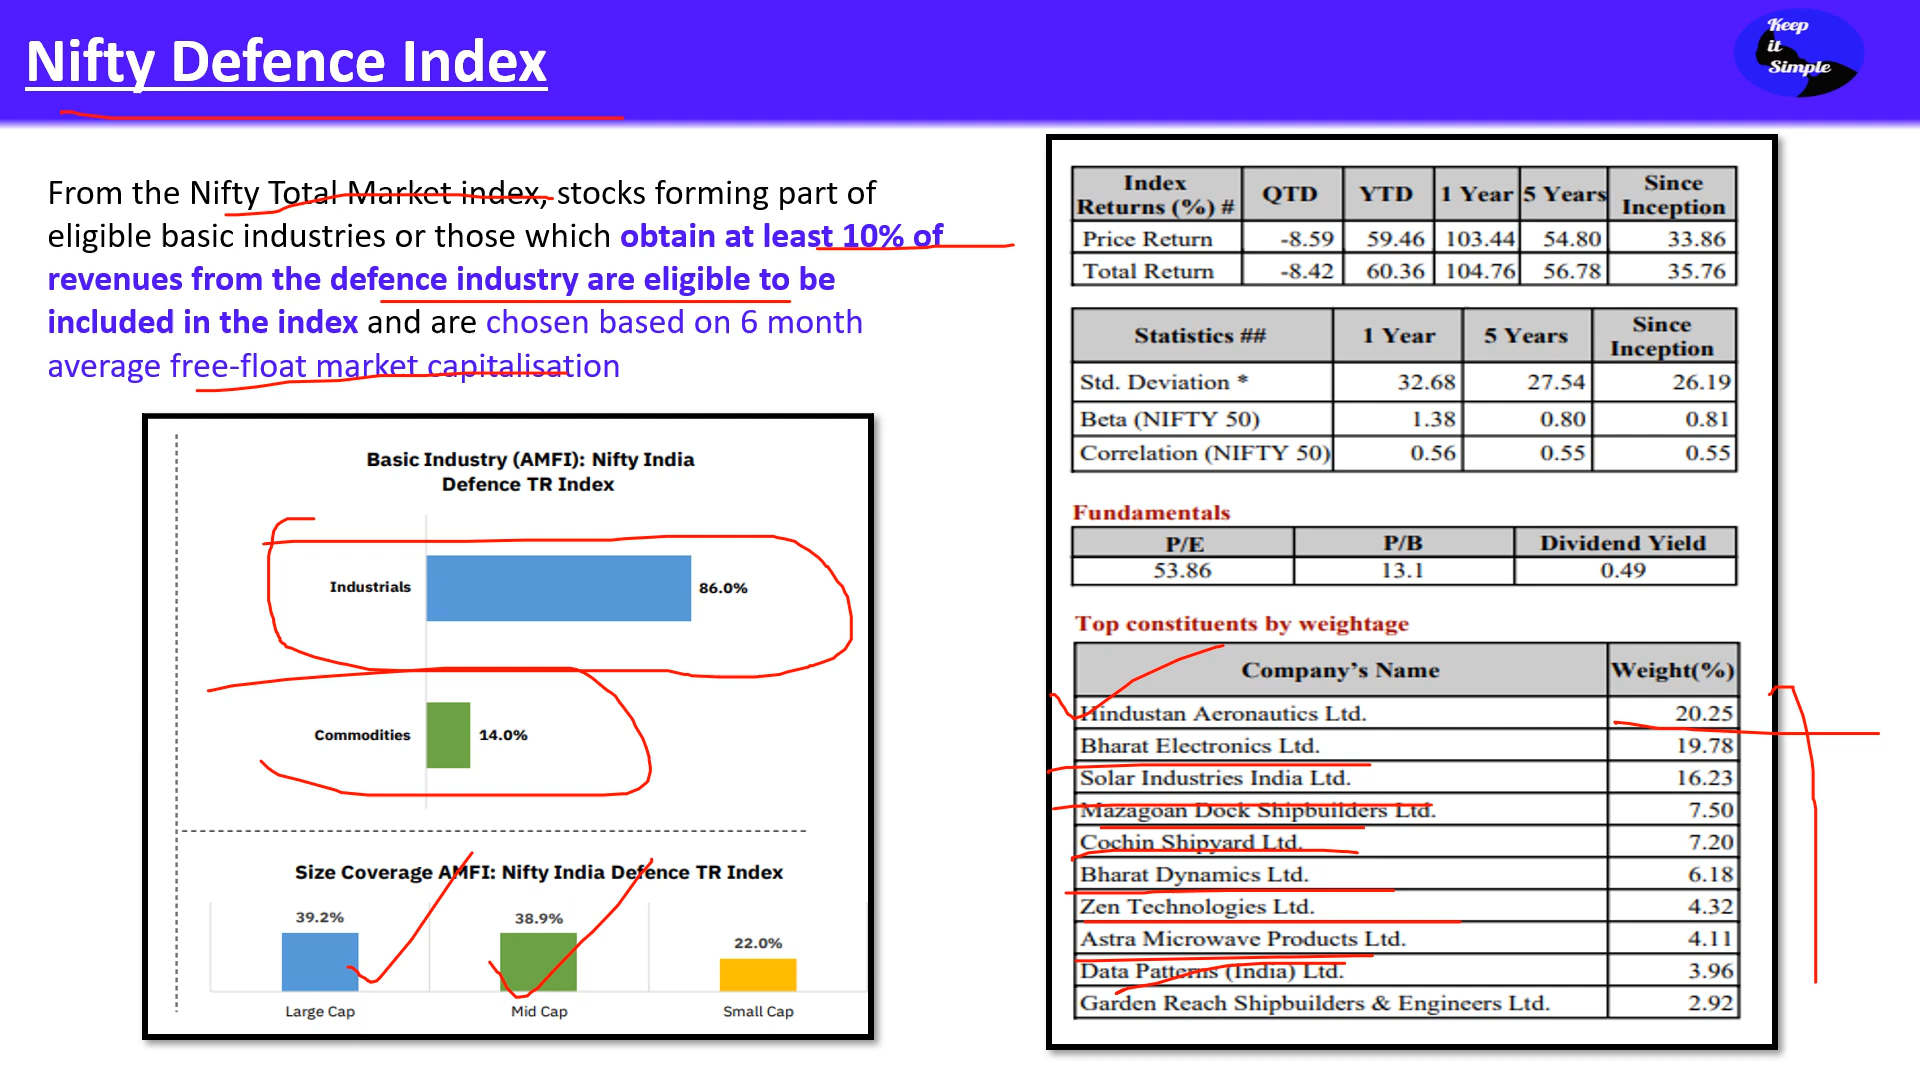 Nifty Defence Index
Keep
it
Simple
From the Nifty Total Market index, stocks forming part of
eligible basic industries or those which obtain at least 10% of
revenues from the defence industry are eligible to be
included in the index and are chosen based on 6 month
average free-float market capitalisation
Basic Industry (AMFI): Nifty India
Defence TR Index
Industrials 86.0%
Commodities 14.0%
Size Coverage AMFI: Nifty India Defence TR Index
39.2% 38.9% 22.0%
Large Cap Mid Cap Small Cap
Index Returns (%) # QTD YTD 1 Year 5 Years Since Inception
Price Return -8.59 59.46 103.44 54.80 33.86
Total Return -8.42 60.36 104.76 56.78 35.76
Statistics ## 1 Year 5 Years Since Inception
Std. Deviation * 32.68 27.54 26.19
Beta (NIFTY 50) 1.38 0.80 0.81
Correlation (NIFTY 50) 0.56 0.55 0.55
Fundamentals
P/E P/B Dividend Yield
53.86 13.1 0.49
Top constituents by weightage
Company's Name Weight(%)
Hindustan Aeronautics Ltd. 20.25
Bharat Electronics Ltd. 19.78
Solar Industries India Ltd. 16.23
Mazagoan Dock Shipbuilders Ltd. 7.50
Cochin Shipyard Ltd. 7.20
Bharat Dynamics Ltd. 6.18
Zen Technologies Ltd. 4.32
Astra Microwave Products Ltd. 4.11
Data Patterns (India) Ltd. 3.96
Garden Reach Shipbuilders & Engineers Ltd. 2.92